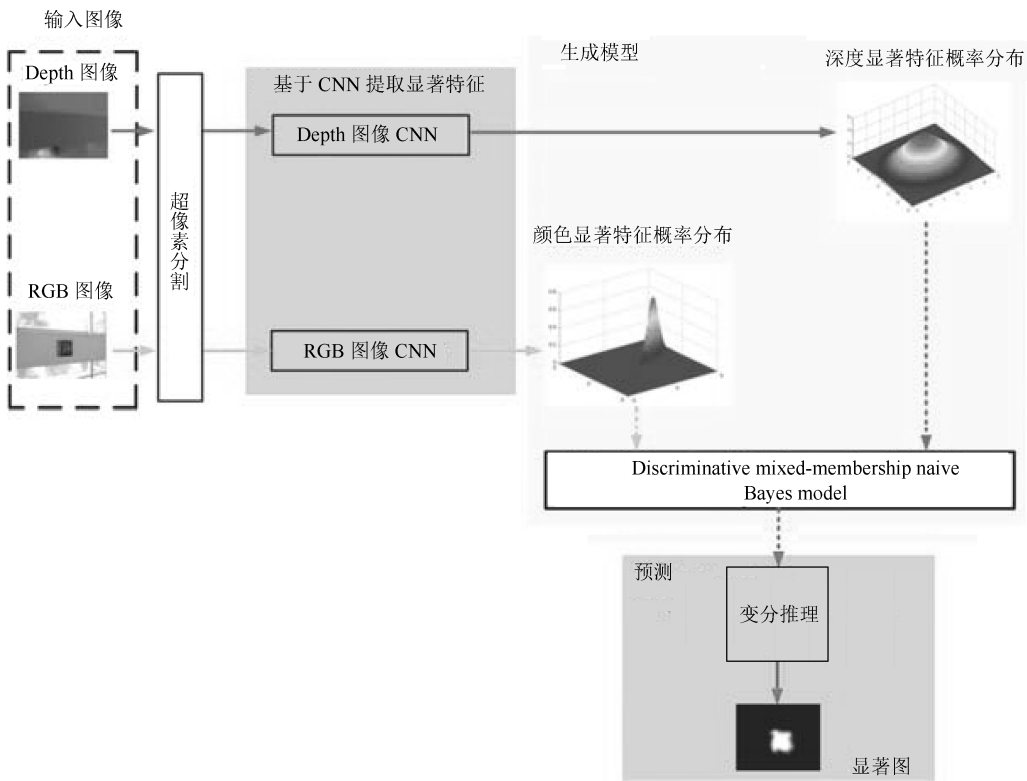 输入图像
Depth 图像
RGB 图像
超像素分割
基于 CNN 提取显著特征
Depth 图像 CNN
RGB 图像 CNN
生成模型
深度显著特征概率分布
颜色显著特征概率分布
Discriminative mixed-membership naive
Bayes model
预测
变分推理
显著图